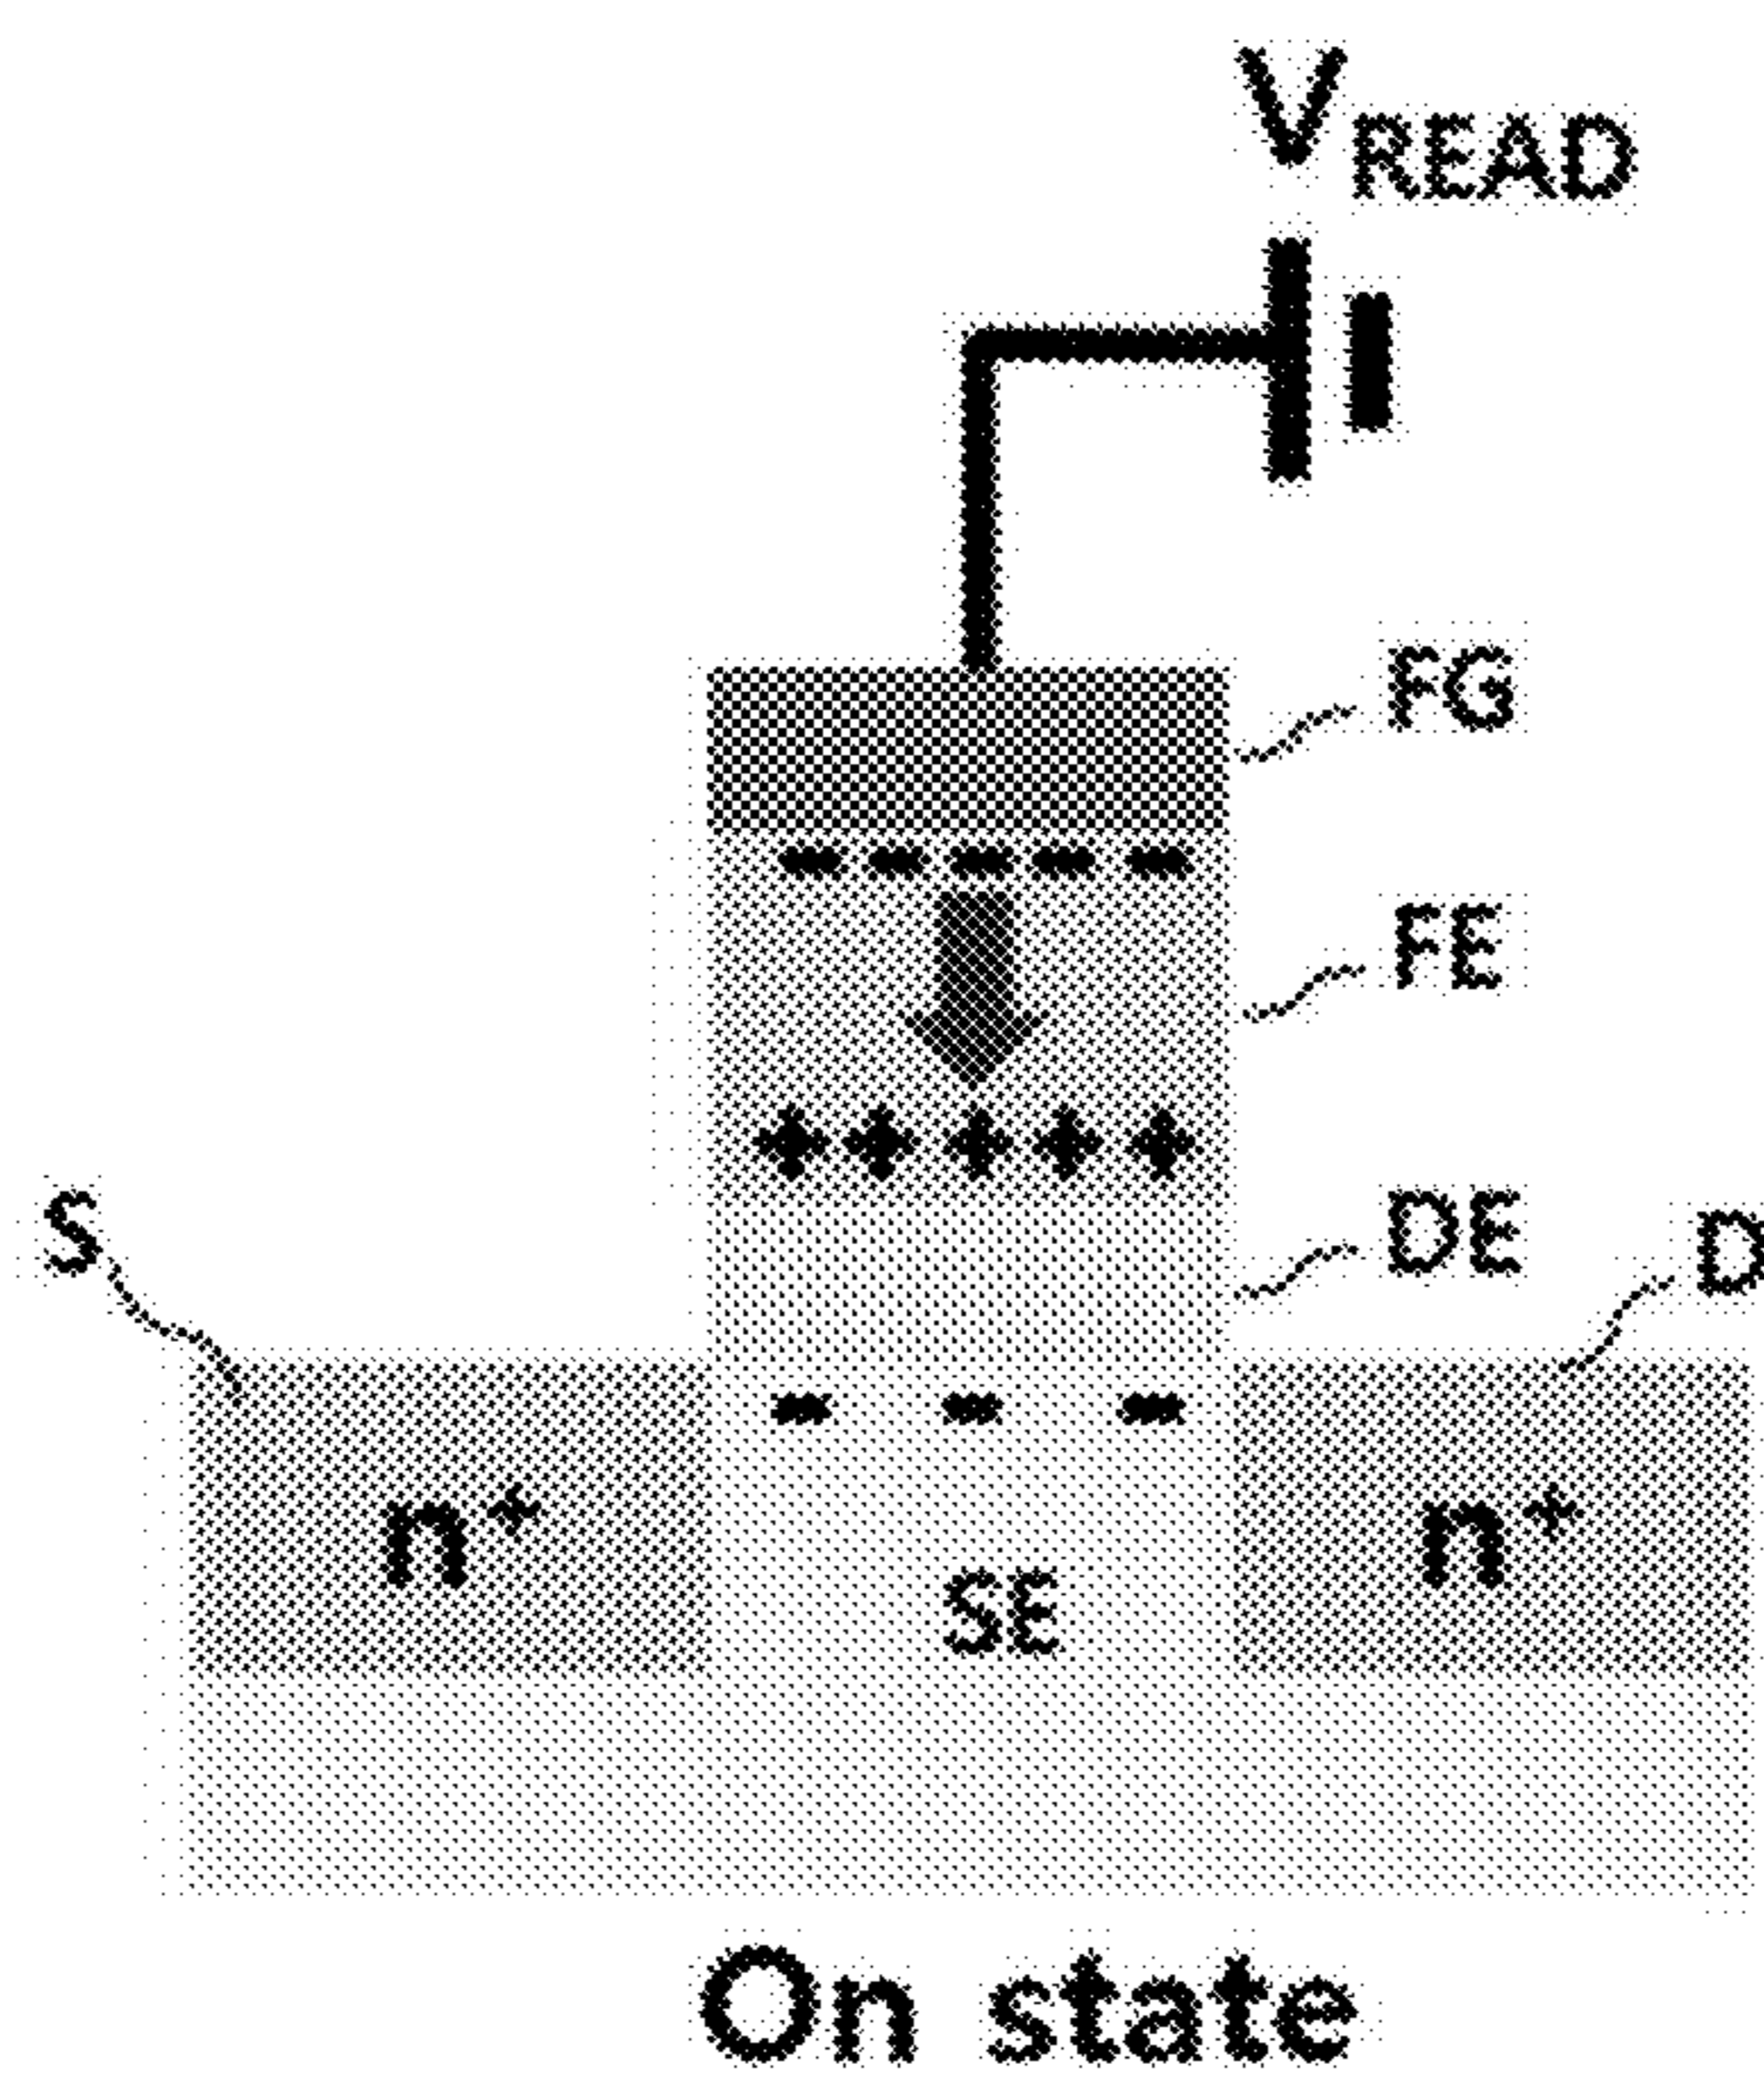 VREAD
FG
FE
S
DE
D
n+
n+
SE
On state